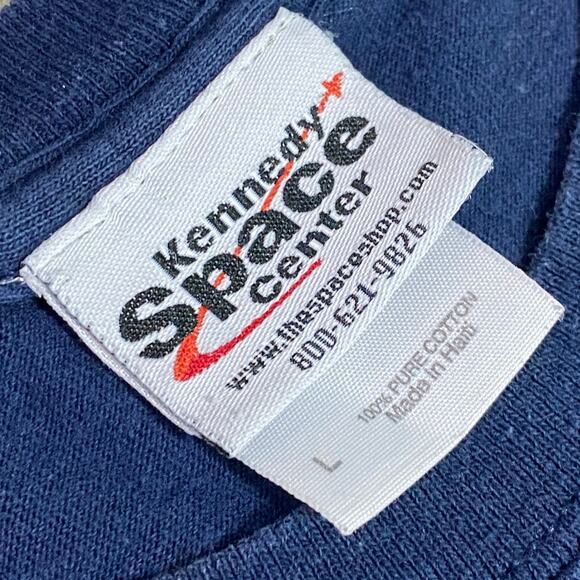 Kennedy
Space
center
www.thespaceshop.com
800-621-9826
L
100% PURE COTTON
Made in Haiti